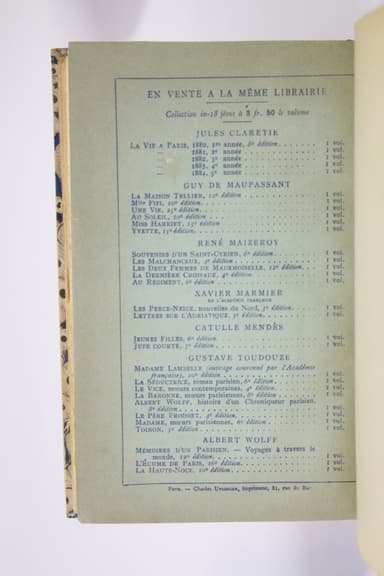 EN VENTE A LA MÊME LIBRAIRIE
Collection in-18 jésus à 3 fr. 50 le volume
JULES CLARETIE
LA VIE A PARIS, 1880, 1re année, 8e édition . . . . . . . 1 vol.
— 1881, 2e année . . . . . . . 1 vol.
— 1882, 3e année . . . . . . . 1 vol.
— 1883, 4e année . . . . . . . 1 vol.
— 1884, 5e année . . . . . . . 1 vol.
GUY DE MAUPASSANT
LA MAISON TELLIER, 12e édition . . . . . . . 1 vol.
Mlle FIFI, 10e édition . . . . . . . 1 vol.
UNE VIE, 25e édition . . . . . . . 1 vol.
AU SOLEIL, 10e édition . . . . . . . 1 vol.
MISS HARRIET, 15e édition . . . . . . . 1 vol.
YVETTE, 15e édition . . . . . . . 1 vol.
RENÉ MAIZEROY
SOUVENIRS D'UN SAINT-CYRIEN, 6e édition . . . . . . . 1 vol.
LES MALCHANCEUX, 4e édition . . . . . . . 1 vol.
LES DEUX FEMMES DE MADEMOISELLE, 12e édition . . . . . . . 1 vol.
LA DERNIÈRE CROISADE, 4e édition . . . . . . . 1 vol.
AU RÉGIMENT, 6e édition . . . . . . . 1 vol.
XAVIER MARMIER
DE L'ACADÉMIE FRANÇAISE
LES PERCE-NEIGE, nouvelles du Nord, 3e édition . . . . . . . 1 vol.
LETTRES SUR L'ADRIATIQUE, 3e édition . . . . . . . 1 vol.
CATULLE MENDÈS
JEUNES FILLES, 6e édition . . . . . . . 1 vol.
JUPE COURTE, 7e édition . . . . . . . 1 vol.
GUSTAVE TOUDOUZE
MADAME LAMBELLE (ouvrage couronné par l'Académie
française), 10e édition . . . . . . . 1 vol.
LA SÉDUCTRICE, roman parisien, 6e édition . . . . . . . 1 vol.
LE VICE, mœurs contemporaines, 4e édition . . . . . . . 1 vol.
LA BARONNE, mœurs parisiennes, 8e édition . . . . . . . 1 vol.
ALBERT WOLFF, histoire d'un Chroniqueur parisien,
8e édition . . . . . . . 1 vol.
LE PÈRE FROISSET, 4e édition . . . . . . . 1 vol.
MADAME, mœurs parisiennes, 6e édition . . . . . . . 1 vol.
TOINON, 5e édition . . . . . . . 1 vol.
ALBERT WOLFF
MÉMOIRES D'UN PARISIEN. — Voyages à travers le
monde, 12e édition . . . . . . . 1 vol.
L'ÉCUME DE PARIS, 16e édition . . . . . . . 1 vol.
LA HAUTE-NOCE, 20e édition . . . . . . . 1 vol.
— Charles UNSINGER, imprimeur, 83, rue du